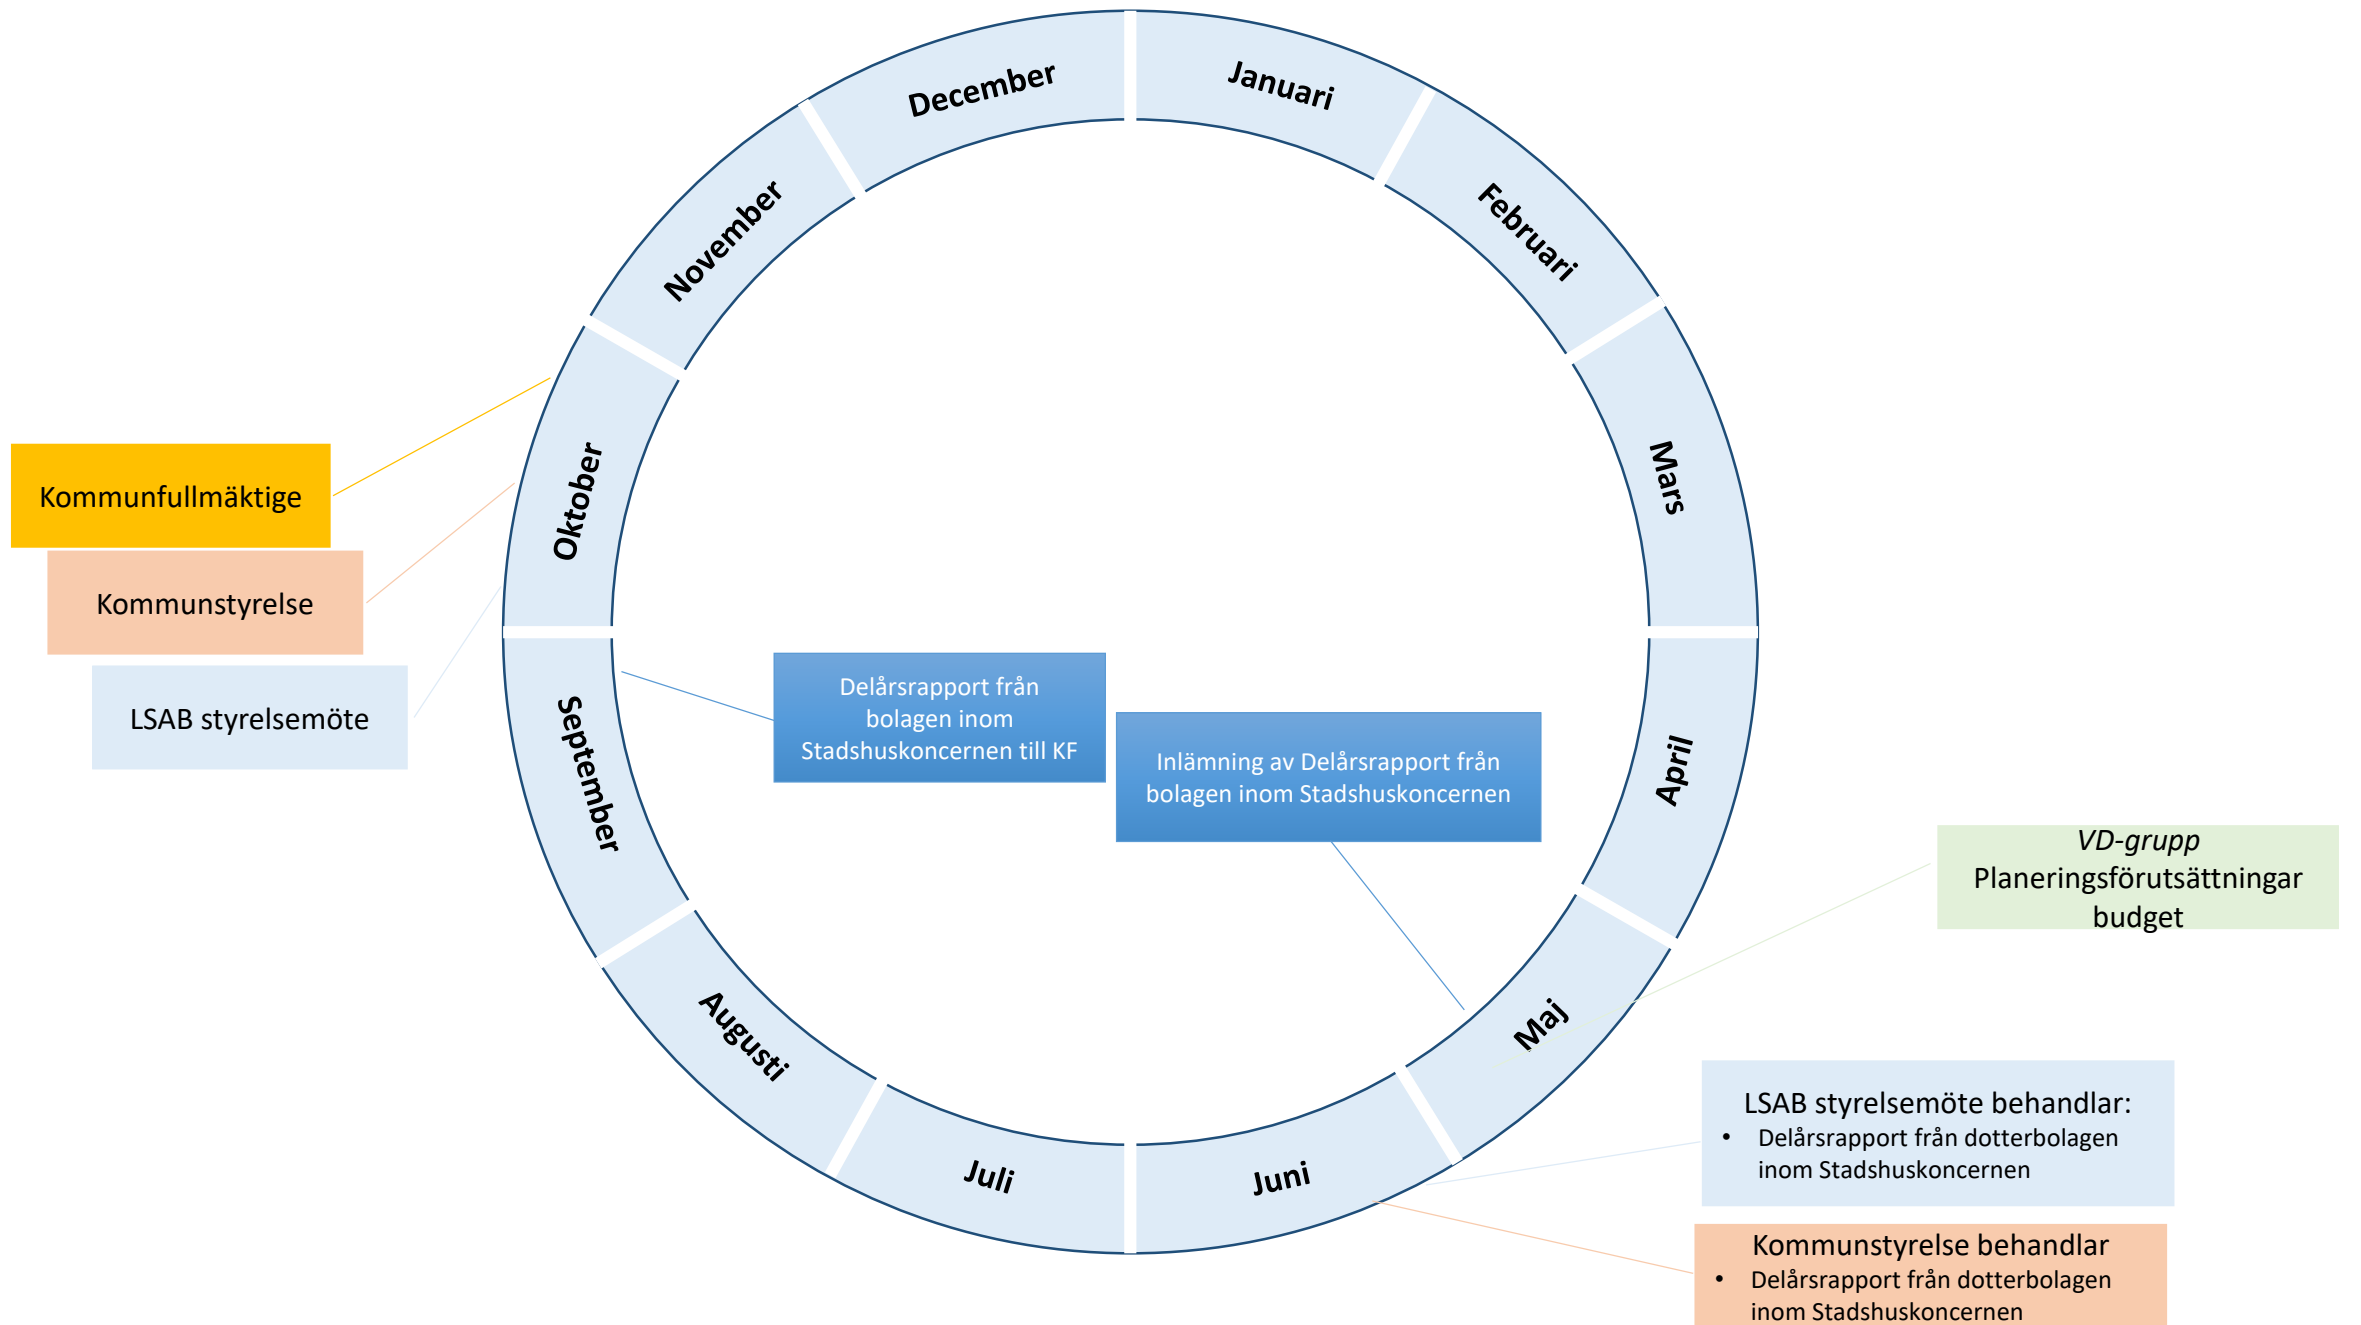 Januari
Februari
Mars
April
Maj
Juni
Juli
Augusti
September
Oktober
November
December
Kommunfullmäktige
Kommunstyrelse
LSAB styrelsemöte
Delårsrapport från
bolagen inom
Stadshuskoncernen till KF
Inlämning av Delårsrapport från
bolagen inom Stadshuskoncernen
VD-grupp
Planeringsförutsättningar
budget
LSAB styrelsemöte behandlar:
• Delårsrapport från dotterbolagen
inom Stadshuskoncernen
Kommunstyrelse behandlar
• Delårsrapport från dotterbolagen
inom Stadshuskoncernen